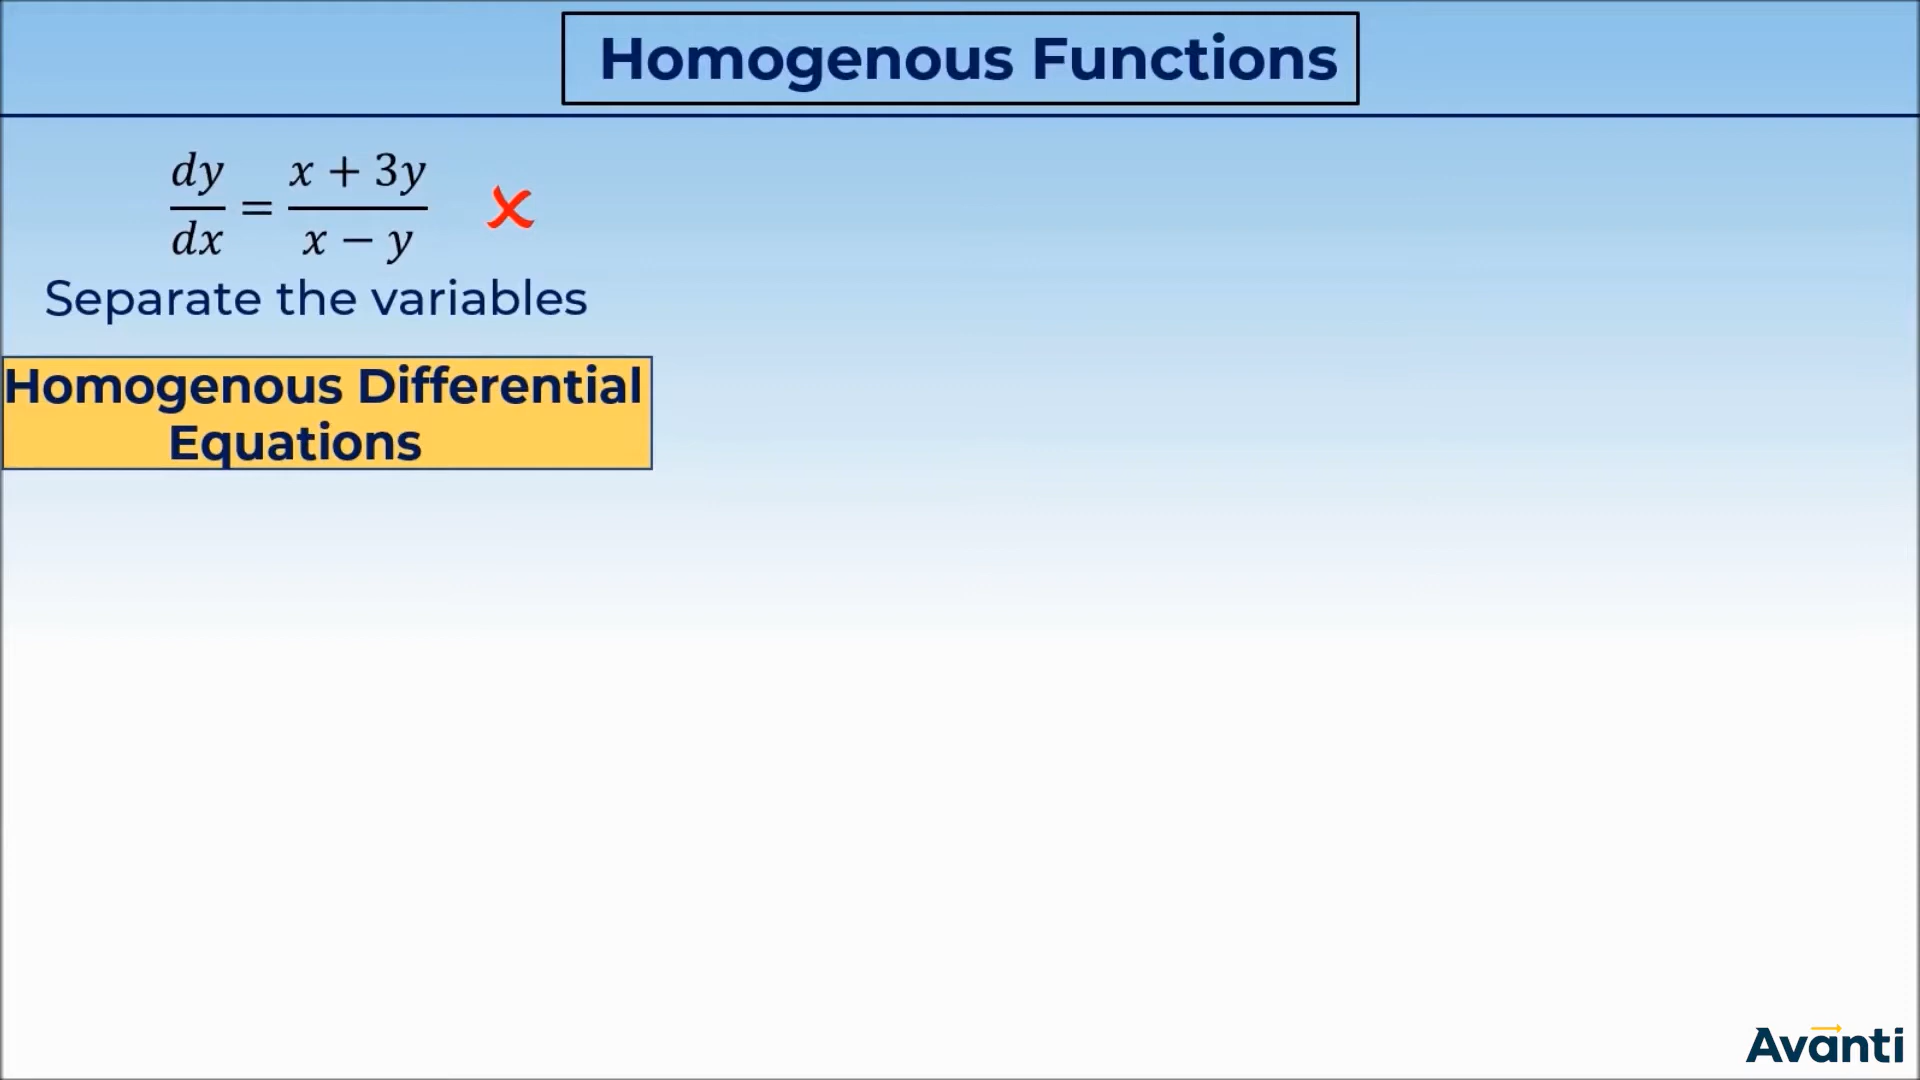 Homogenous Functions
dy/dx = (x + 3y)/(x − y) ✘
Separate the variables
Homogenous Differential
Equations
Avanti